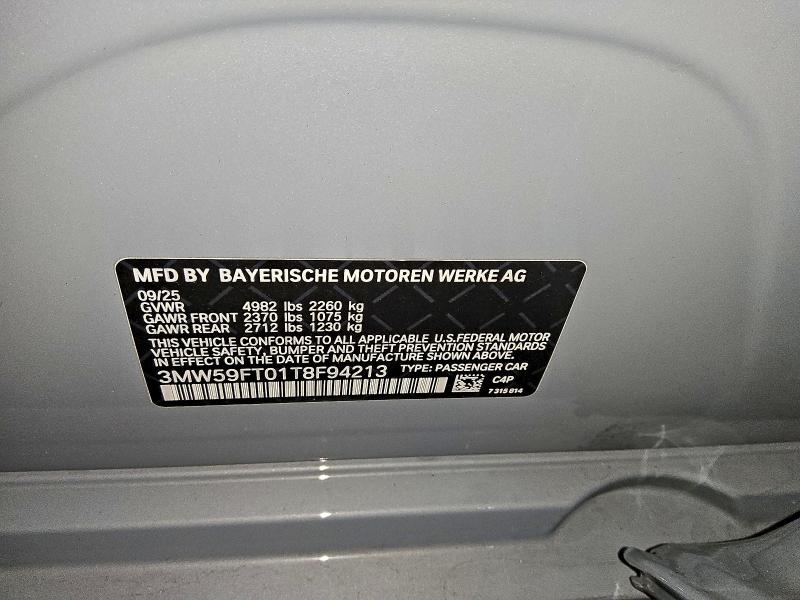 MFD BY BAYERISCHE MOTOREN WERKE AG
09/25
GVWR 4982 lbs 2260 kg
GAWR FRONT 2370 lbs 1075 kg
GAWR REAR 2712 lbs 1230 kg
THIS VEHICLE CONFORMS TO ALL APPLICABLE U.S.FEDERAL MOTOR
VEHICLE SAFETY, BUMPER AND THEFT PREVENTION STANDARDS
IN EFFECT ON THE DATE OF MANUFACTURE SHOWN ABOVE.
3MW59FT01T8F94213 TYPE: PASSENGER CAR
C4P
7 315 614